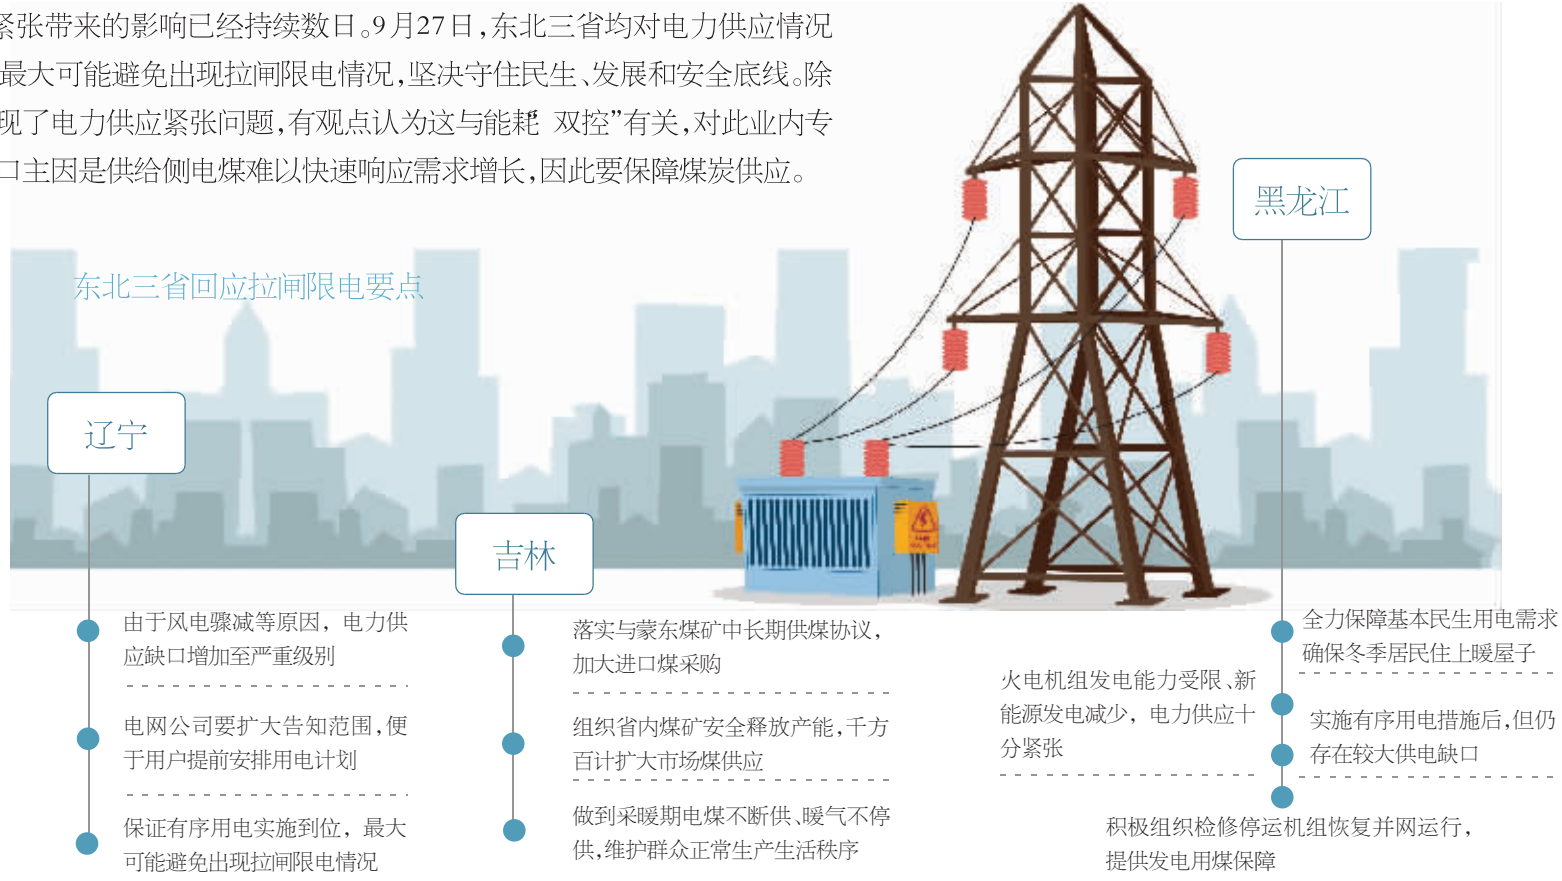 紧张带来的影响已经持续数日。9月27日,东北三省均对电力供应情况
最大可能避免出现拉闸限电情况,坚决守住民生、发展和安全底线。除
现了电力供应紧张问题,有观点认为这与能耗“双控”有关,对此业内专
口主因是供给侧电煤难以快速响应需求增长,因此要保障煤炭供应。
东北三省回应拉闸限电要点
辽宁
由于风电骤减等原因，电力供
应缺口增加至严重级别
电网公司要扩大告知范围,便
于用户提前安排用电计划
保证有序用电实施到位，最大
可能避免出现拉闸限电情况
吉林
落实与蒙东煤矿中长期供煤协议，
加大进口煤采购
组织省内煤矿安全释放产能,千方
百计扩大市场煤供应
做到采暖期电煤不断供、暖气不停
供,维护群众正常生产生活秩序
黑龙江
全力保障基本民生用电需求
确保冬季居民住上暖屋子
火电机组发电能力受限、新
能源发电减少，电力供应十
分紧张
实施有序用电措施后,但仍
存在较大供电缺口
积极组织检修停运机组恢复并网运行，
提供发电用煤保障